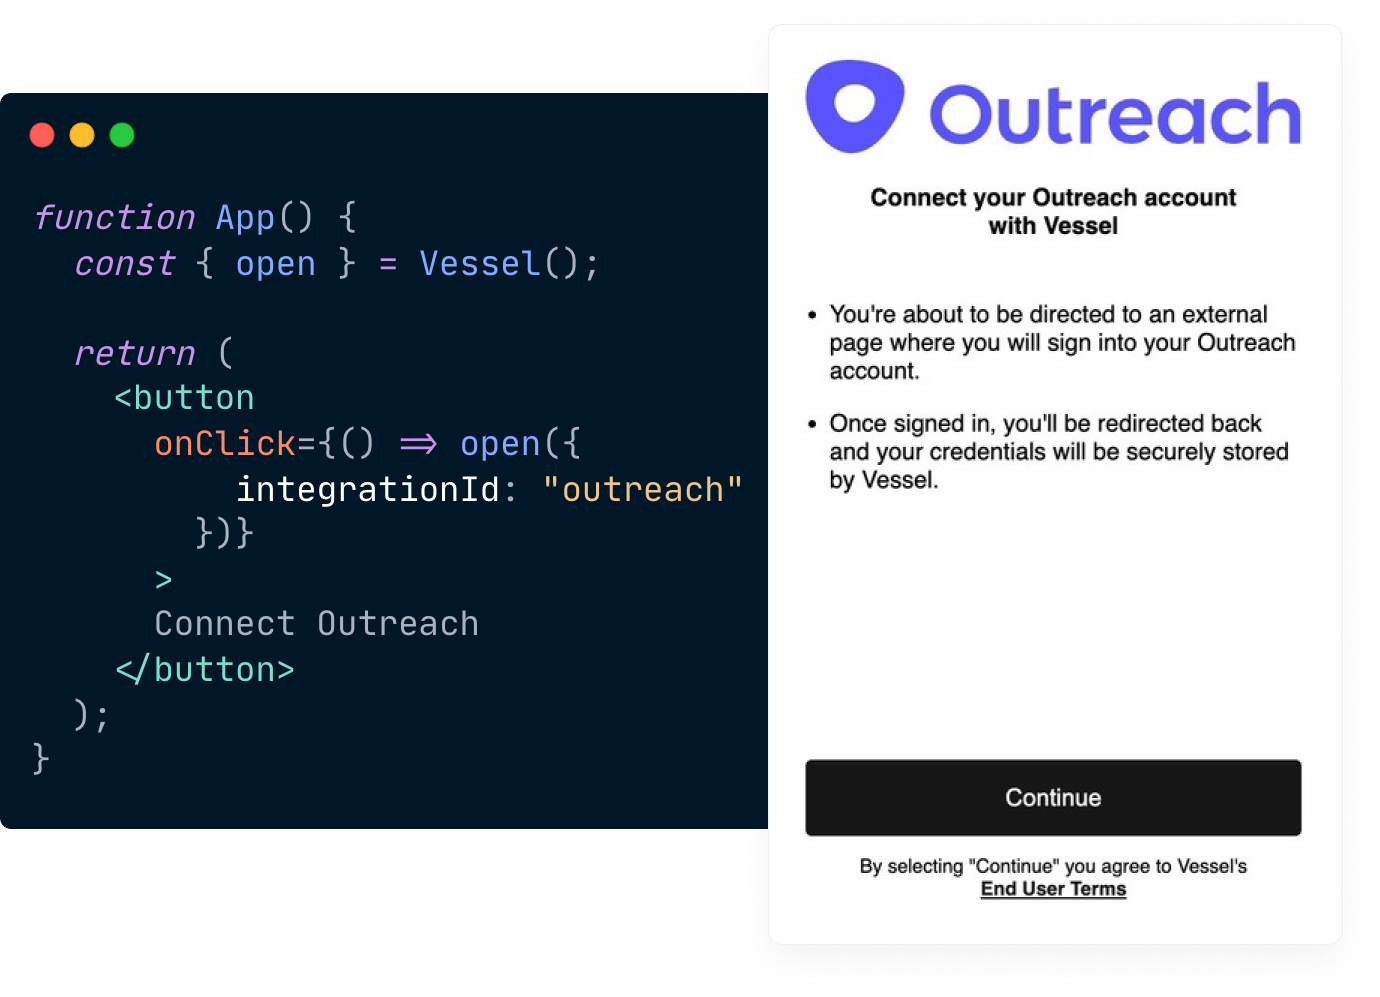 function App() {
const { open } = Vessel();
return (
<button
onClick={() => open({
integrationId: "outreach"
})}
>
Connect Outreach
</button>
);
}
Outreach
Connect your Outreach account
with Vessel
• You're about to be directed to an external
page where you will sign into your Outreach
account.
• Once signed in, you'll be redirected back
and your credentials will be securely stored
by Vessel.
Continue
By selecting "Continue" you agree to Vessel's
End User Terms